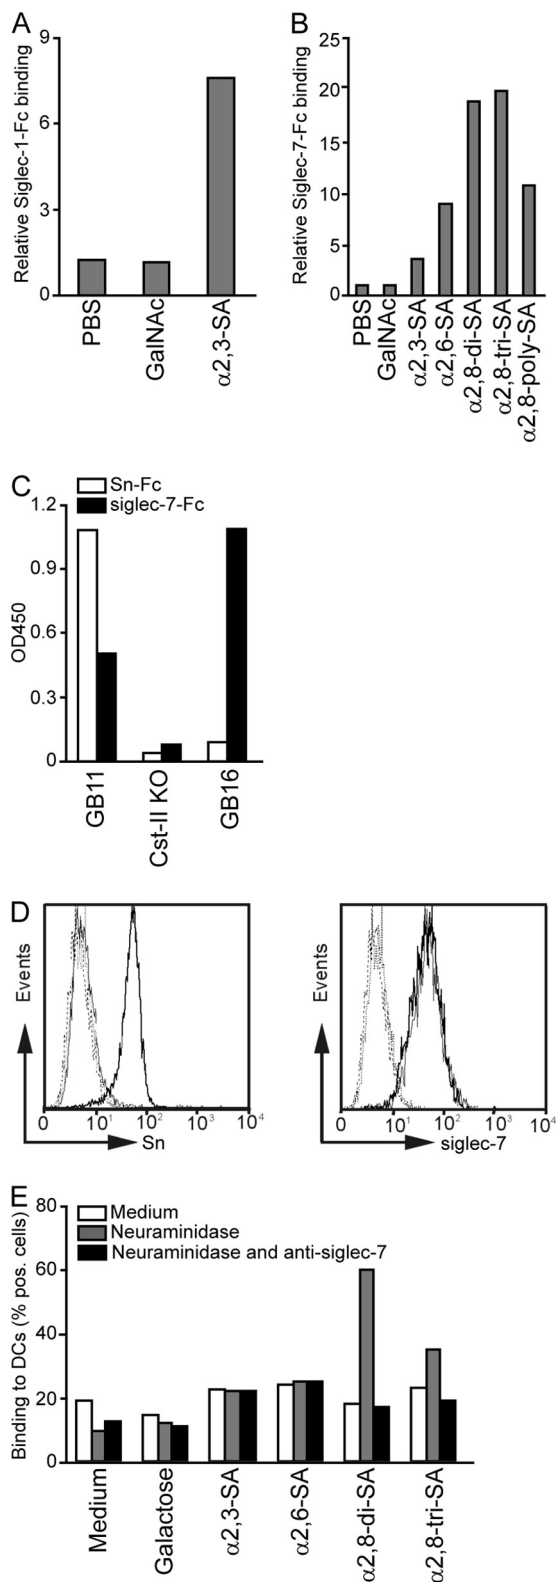 A
Relative Siglec-1-Fc binding
9
6
3
0
PBS
GalNAc
α2,3-SA
B
Relative Siglec-7-Fc binding
25
20
15
10
5
0
PBS
GalNAc
α2,3-SA
α2,6-SA
α2,8-di-SA
α2,8-tri-SA
α2,8-poly-SA
C
Sn-Fc
siglec-7-Fc
OD450
1.2
0.9
0.6
0.3
0
GB11
Cst-II KO
GB16
D
Events
0 10¹ 10² 10³ 10⁴
Sn
Events
0 10¹ 10² 10³ 10⁴
siglec-7
E
Medium
Neuraminidase
Neuraminidase and anti-siglec-7
Binding to DCs (% pos. cells)
80
60
40
20
0
Medium
Galactose
α2,3-SA
α2,6-SA
α2,8-di-SA
α2,8-tri-SA